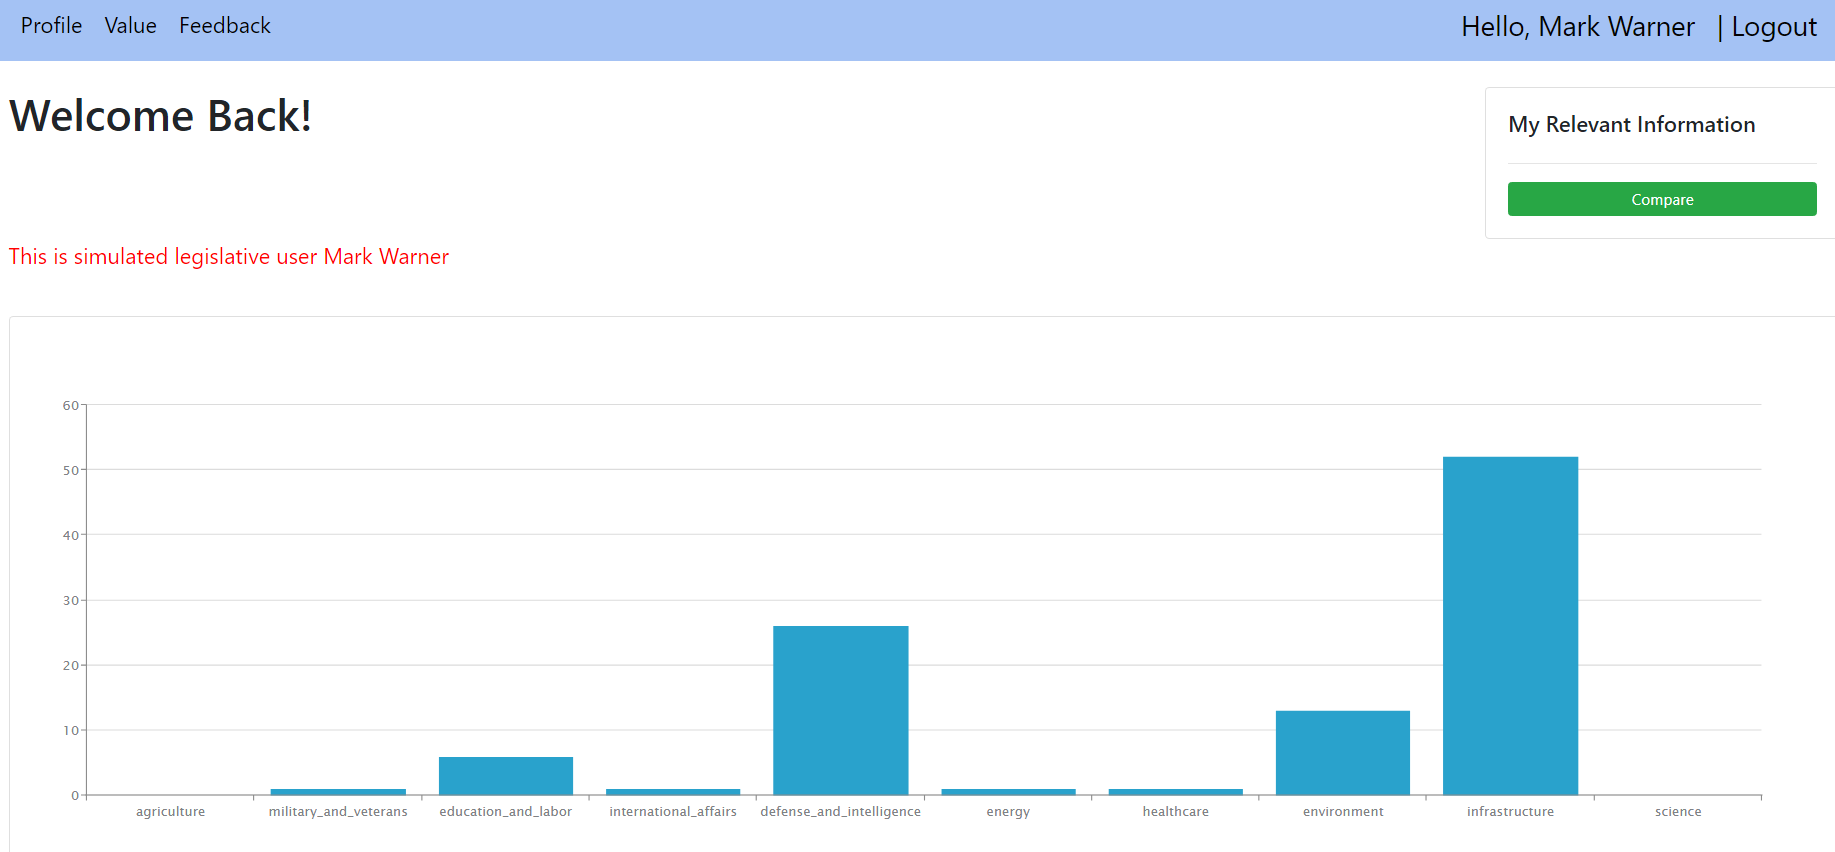 Profile Value Feedback Hello, Mark Warner | Logout
Welcome Back!
My Relevant Information
Compare
This is simulated legislative user Mark Warner
60
50
40
30
20
10
0
agriculture military_and_veterans education_and_labor international_affairs defense_and_intelligence energy healthcare environment infrastructure science